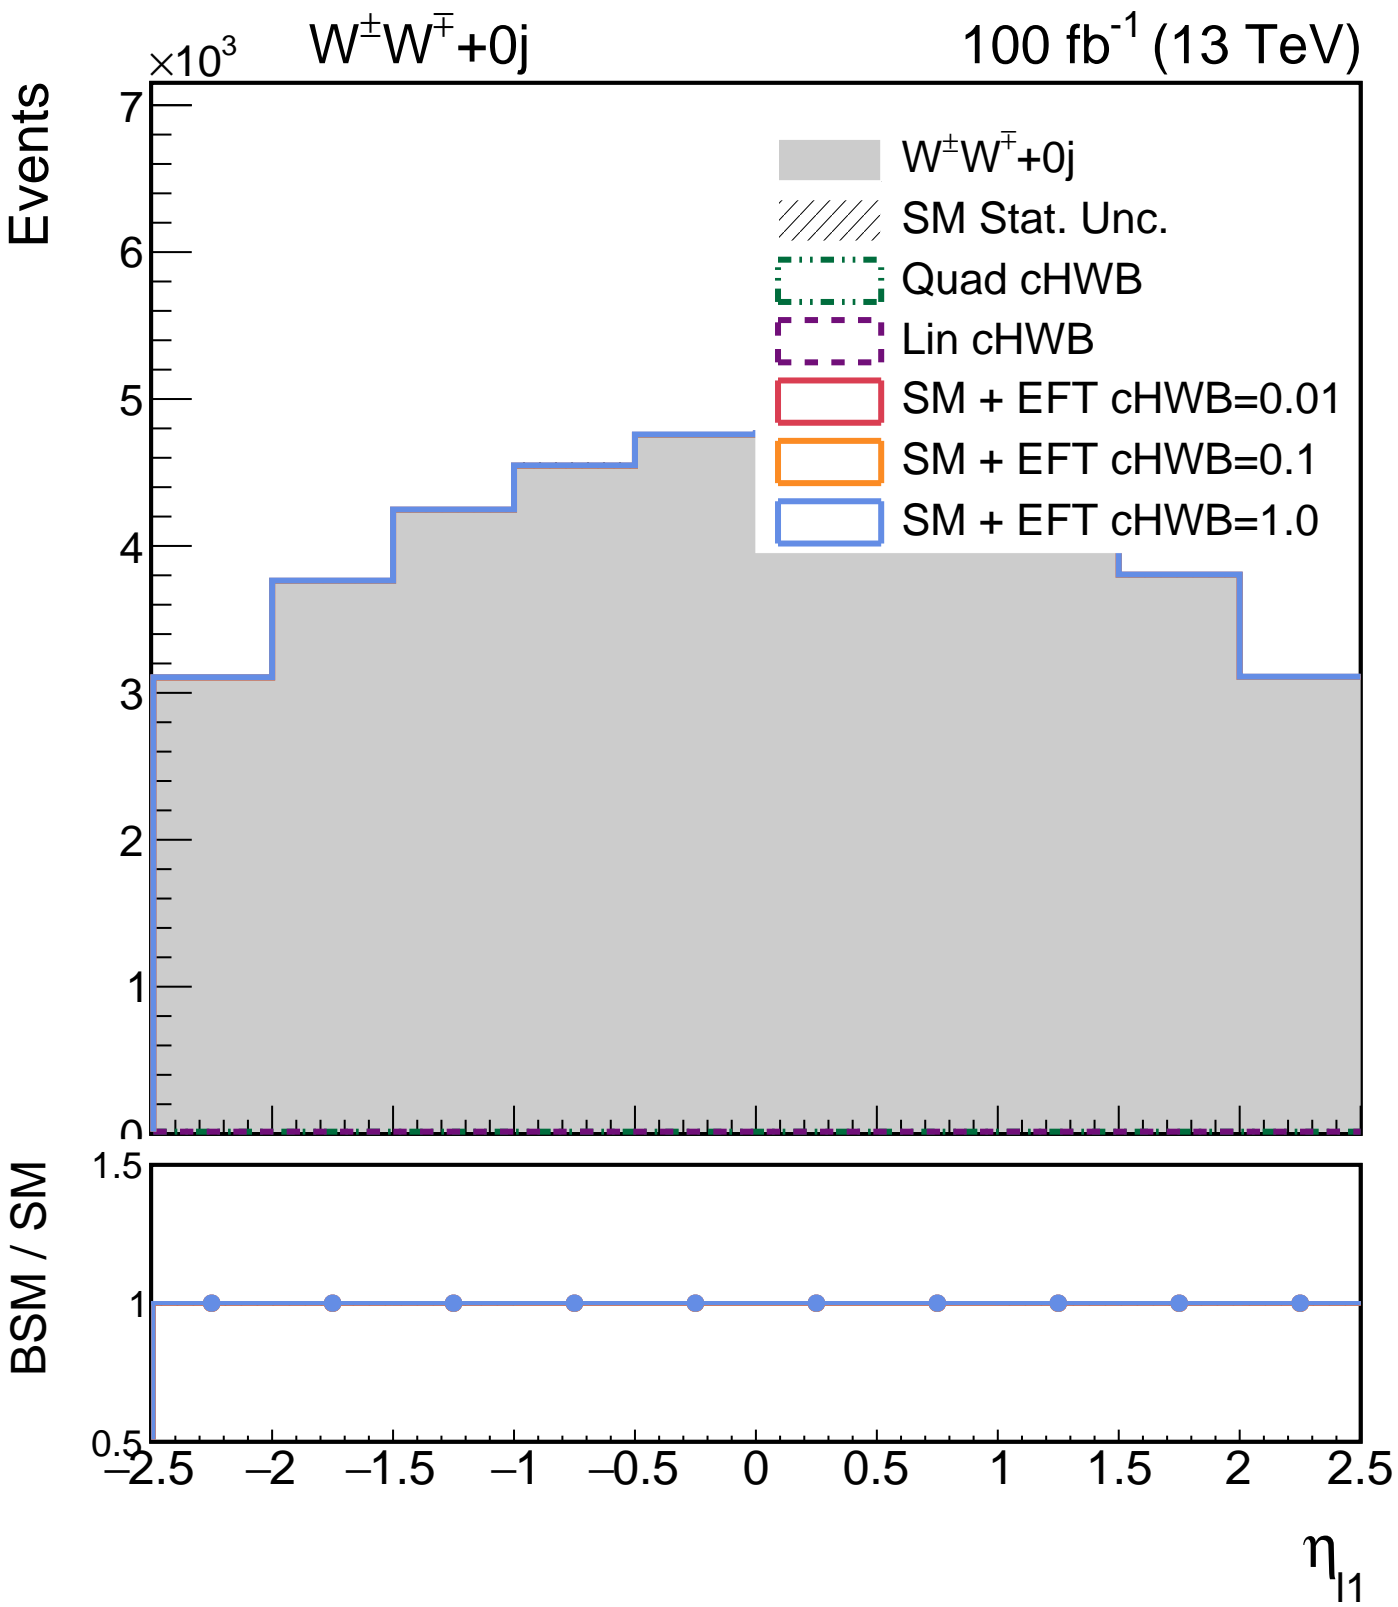 W±W∓+0j
100 fb-1 (13 TeV)
×103
Events
7
6
5
4
3
2
1
0
W±W∓+0j
SM Stat. Unc.
Quad cHWB
Lin cHWB
SM + EFT cHWB=0.01
SM + EFT cHWB=0.1
SM + EFT cHWB=1.0
BSM / SM
1.5
1
0.5
−2.5 −2 −1.5 −1 −0.5 0 0.5 1 1.5 2 2.5
ηl1